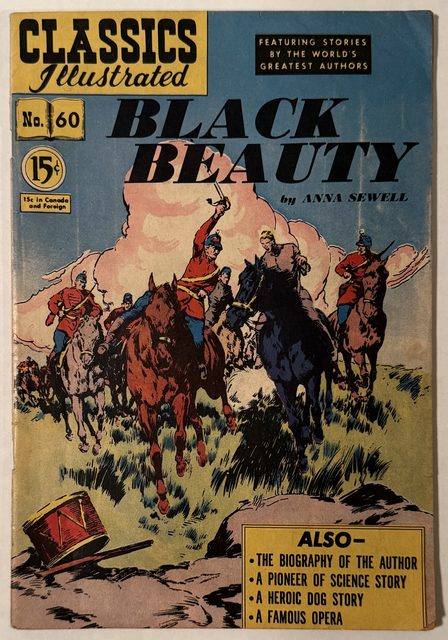 CLASSICS
Illustrated
FEATURING STORIES
BY THE WORLD'S
GREATEST AUTHORS
No. 60
15¢
15c in Canada
and Foreign
BLACK
BEAUTY
by ANNA SEWELL
ALSO—
• THE BIOGRAPHY OF THE AUTHOR
• A PIONEER OF SCIENCE STORY
• A HEROIC DOG STORY
• A FAMOUS OPERA